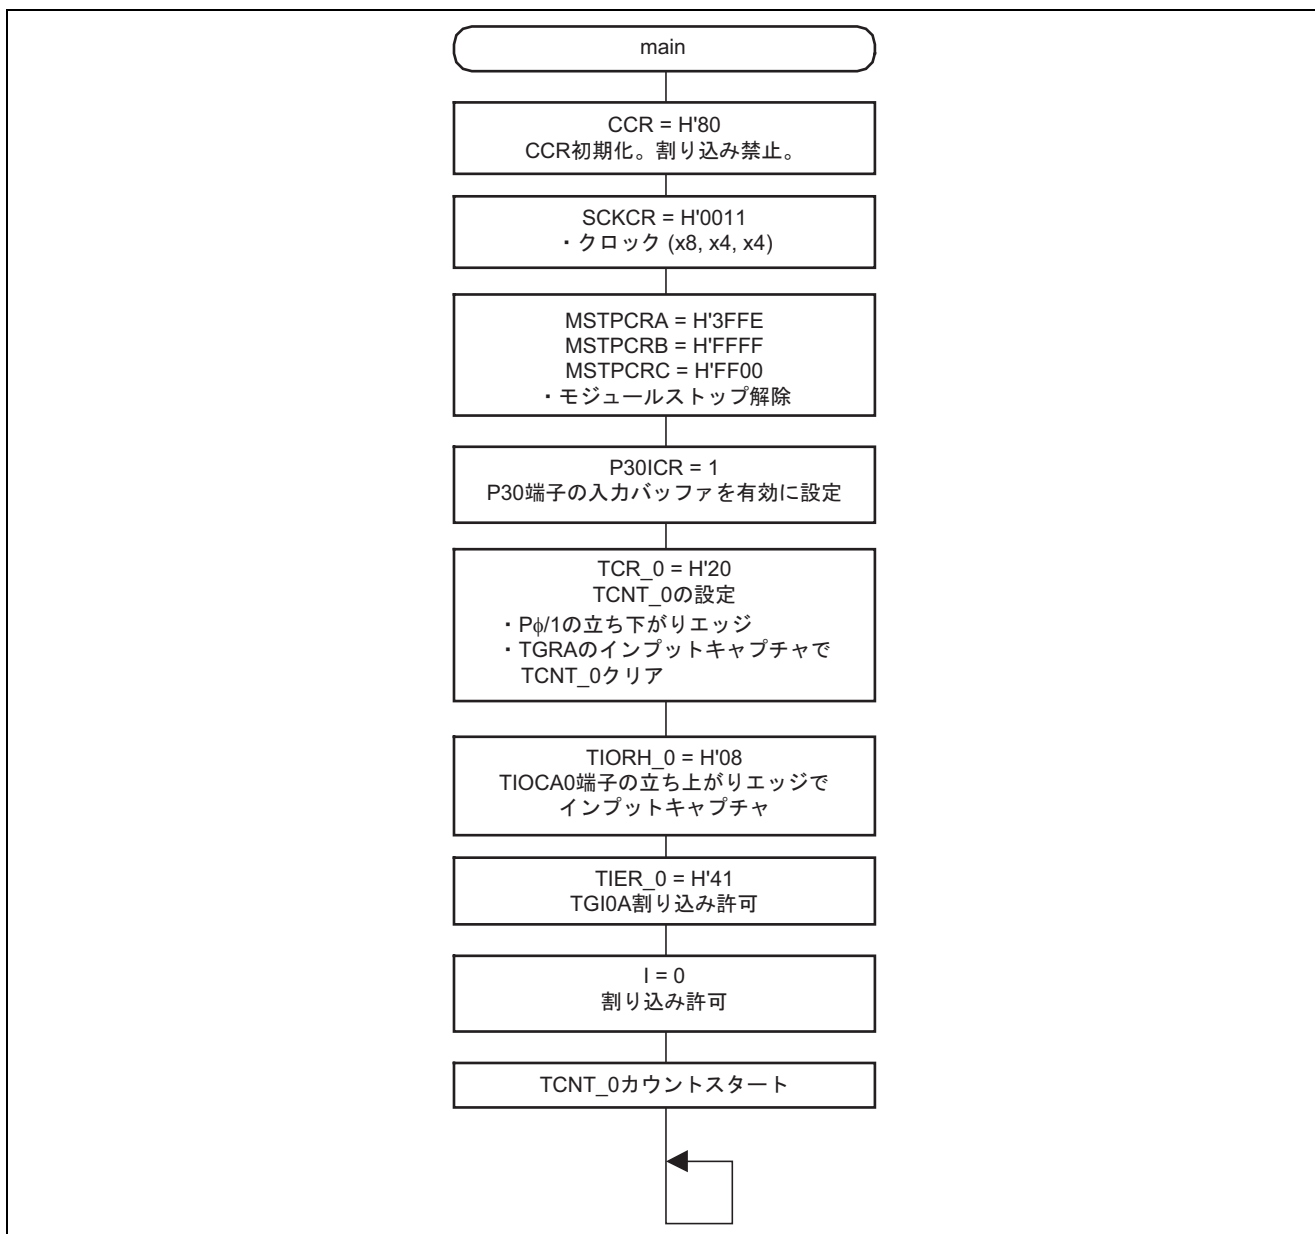 main
CCR = H'80
CCR初期化。割り込み禁止。
SCKCR = H'0011
・クロック (x8, x4, x4)
MSTPCRA = H'3FFE
MSTPCRB = H'FFFF
MSTPCRC = H'FF00
・モジュールストップ解除
P30ICR = 1
P30端子の入力バッファを有効に設定
TCR_0 = H'20
TCNT_0の設定
・Pφ/1の立ち下がりエッジ
・TGRAのインプットキャプチャで
TCNT_0クリア
TIORH_0 = H'08
TIOCA0端子の立ち上がりエッジで
インプットキャプチャ
TIER_0 = H'41
TGI0A割り込み許可
I = 0
割り込み許可
TCNT_0カウントスタート